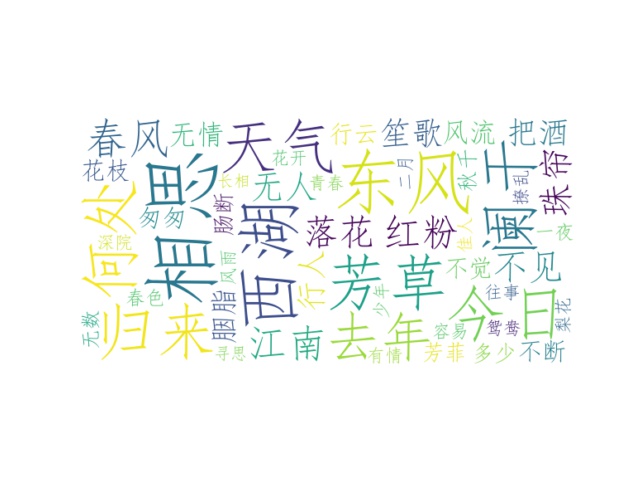 春风
无情
天气
行云
笙歌
风流
把酒
花枝
花开
二月
秋千
阑干
撩乱
珠帘
相思
长相
无人
青春
东风
何处
匆匆
肠断
深院
西湖
落花
红粉
佳人
一夜
风雨
行人
芳草
不觉
不见
春色
少年
往事
归来
胭脂
今日
无数
江南
去年
容易
鸳鸯
梨花
寻思
有情
芳菲
多少
不断